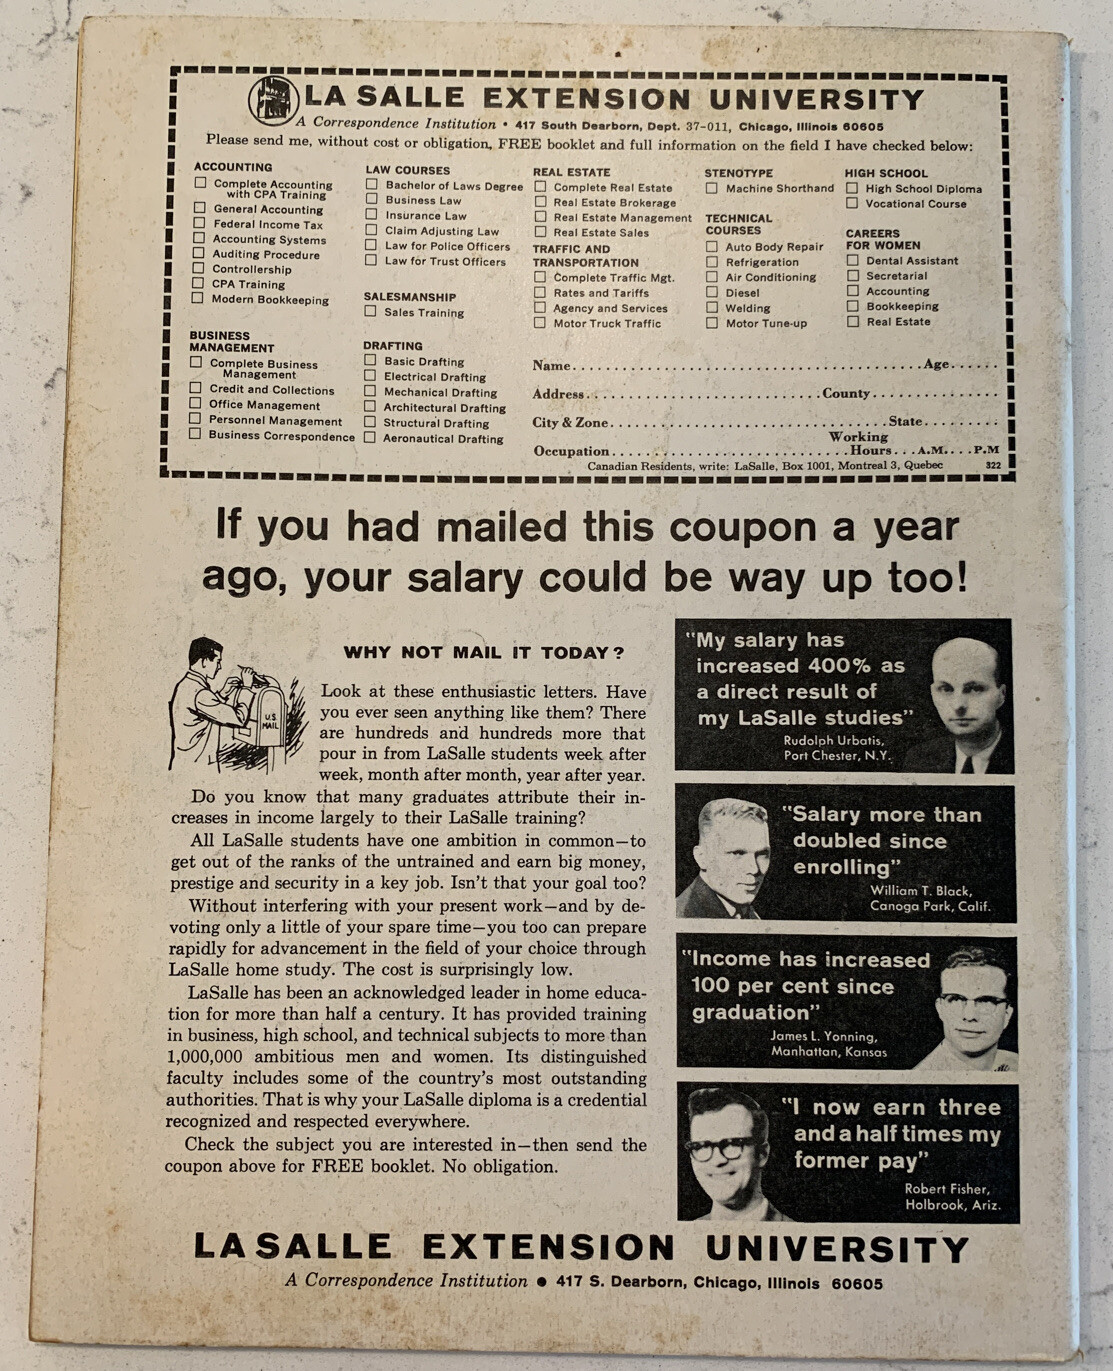 LA SALLE EXTENSION UNIVERSITY
A Correspondence Institution • 417 South Dearborn, Dept. 37-011, Chicago, Illinois 60605
Please send me, without cost or obligation, FREE booklet and full information on the field I have checked below:
ACCOUNTING
Complete Accounting
with CPA Training
General Accounting
Federal Income Tax
Accounting Systems
Auditing Procedure
Controllership
CPA Training
Modern Bookkeeping
BUSINESS
MANAGEMENT
Complete Business
Management
Credit and Collections
Office Management
Personnel Management
Business Correspondence
LAW COURSES
Bachelor of Laws Degree
Business Law
Insurance Law
Claim Adjusting Law
Law for Police Officers
Law for Trust Officers
SALESMANSHIP
Sales Training
DRAFTING
Basic Drafting
Electrical Drafting
Mechanical Drafting
Architectural Drafting
Structural Drafting
Aeronautical Drafting
REAL ESTATE
Complete Real Estate
Real Estate Brokerage
Real Estate Management
Real Estate Sales
TRAFFIC AND
TRANSPORTATION
Complete Traffic Mgt.
Rates and Tariffs
Agency and Services
Motor Truck Traffic
STENOTYPE
Machine Shorthand
TECHNICAL
COURSES
Auto Body Repair
Refrigeration
Air Conditioning
Diesel
Welding
Motor Tune-up
HIGH SCHOOL
High School Diploma
Vocational Course
CAREERS
FOR WOMEN
Dental Assistant
Secretarial
Accounting
Bookkeeping
Real Estate
Name.............................................Age......
Address..............................County...............
City & Zone...................................State.........
Working
Occupation..............................Hours...A.M....P.M
Canadian Residents, write: LaSalle, Box 1001, Montreal 3, Quebec 322
If you had mailed this coupon a year
ago, your salary could be way up too!
U.S.
MAIL
WHY NOT MAIL IT TODAY?
Look at these enthusiastic letters. Have
you ever seen anything like them? There
are hundreds and hundreds more that
pour in from LaSalle students week after
week, month after month, year after year.
Do you know that many graduates attribute their in-
creases in income largely to their LaSalle training?
All LaSalle students have one ambition in common—to
get out of the ranks of the untrained and earn big money,
prestige and security in a key job. Isn't that your goal too?
Without interfering with your present work—and by de-
voting only a little of your spare time—you too can prepare
rapidly for advancement in the field of your choice through
LaSalle home study. The cost is surprisingly low.
LaSalle has been an acknowledged leader in home educa-
tion for more than half a century. It has provided training
in business, high school, and technical subjects to more than
1,000,000 ambitious men and women. Its distinguished
faculty includes some of the country's most outstanding
authorities. That is why your LaSalle diploma is a credential
recognized and respected everywhere.
Check the subject you are interested in—then send the
coupon above for FREE booklet. No obligation.
"My salary has
increased 400% as
a direct result of
my LaSalle studies"
Rudolph Urbatis,
Port Chester, N.Y.
"Salary more than
doubled since
enrolling"
William T. Black,
Canoga Park, Calif.
"Income has increased
100 per cent since
graduation"
James L. Yonning,
Manhattan, Kansas
"I now earn three
and a half times my
former pay"
Robert Fisher,
Holbrook, Ariz.
LA SALLE EXTENSION UNIVERSITY
A Correspondence Institution • 417 S. Dearborn, Chicago, Illinois 60605